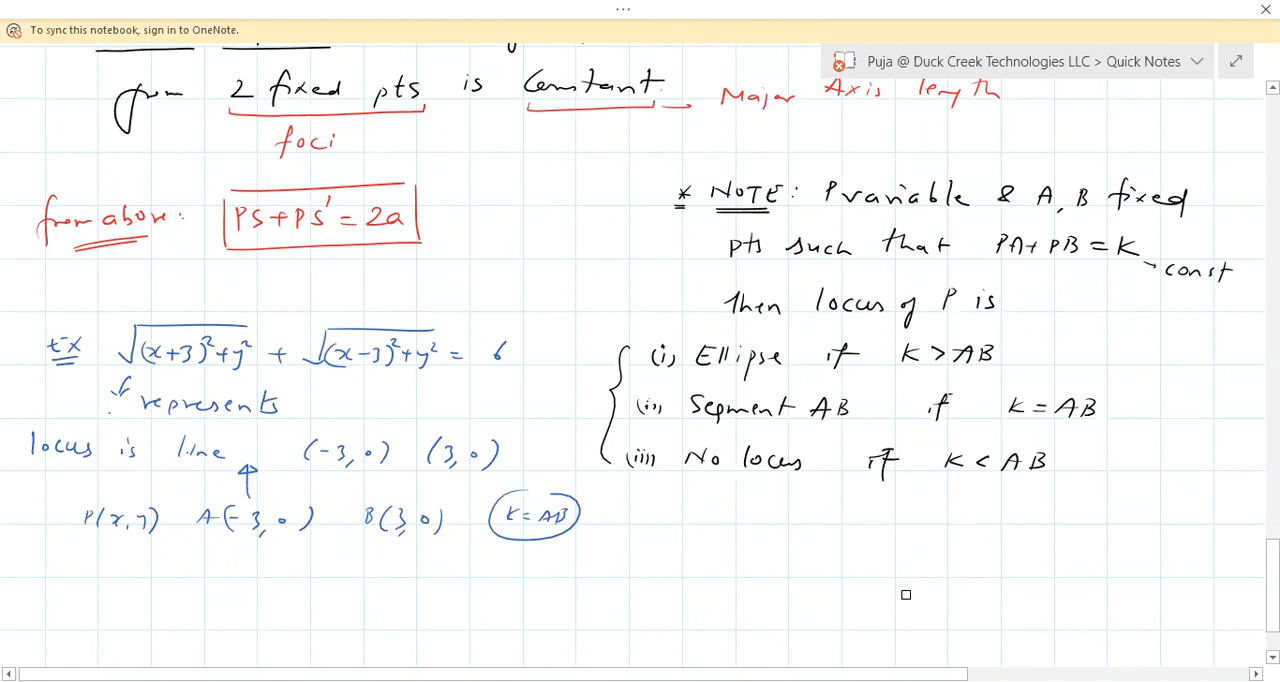 ...
To sync this notebook, sign in to OneNote.
Puja @ Duck Creek Technologies LLC > Quick Notes
from 2 fixed pts is constant. → Major Axis length
foci
from above: PS + PS' = 2a
* NOTE: P variable & A, B fixed
pts such that PA + PB = K → const
then locus of P is
(i) Ellipse if K > AB
(ii) Segment AB if K = AB
(iii) No locus if K < AB
Ex √(x+3)²+y² + √(x-3)²+y² = 6
represents
locus is line (-3, 0) (3, 0)
P(x, y) A(-3, 0) B(3, 0) K = AB